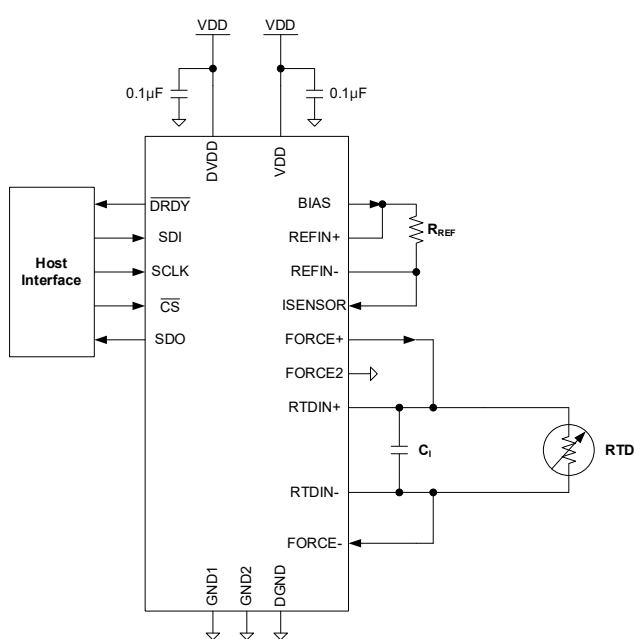 VDD
VDD
0.1µF
0.1µF
DVDD
VDD
Host
Interface
DRDY
SDI
SCLK
CS
SDO
BIAS
REFIN+
REFIN-
ISENSOR
FORCE+
FORCE2
RTDIN+
RTDIN-
FORCE-
RREF
CI
RTD
GND1
GND2
DGND